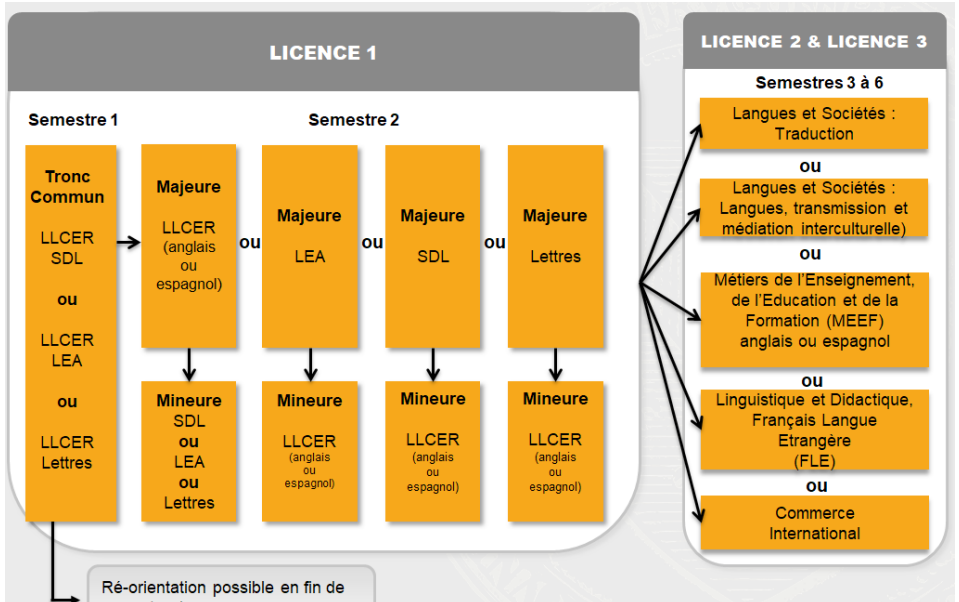 LICENCE 1
Semestre 1
Semestre 2
Tronc
Commun
LLCER
SDL
ou
LLCER
LEA
ou
LLCER
Lettres
Majeure
LLCER
(anglais
ou
espagnol)
ou
Majeure
LEA
ou
Majeure
SDL
ou
Majeure
Lettres
Mineure
SDL
ou
LEA
ou
Lettres
Mineure
LLCER
(anglais
ou
espagnol)
Mineure
LLCER
(anglais
ou
espagnol)
Mineure
LLCER
(anglais
ou
espagnol)
Ré-orientation possible en fin de
LICENCE 2 & LICENCE 3
Semestres 3 à 6
Langues et Sociétés :
Traduction
ou
Langues et Sociétés :
Langues, transmission et
médiation interculturelle)
ou
Métiers de l’Enseignement,
de l’Education et de la
Formation (MEEF)
anglais ou espagnol
ou
Linguistique et Didactique,
Français Langue
Etrangère
(FLE)
ou
Commerce
International